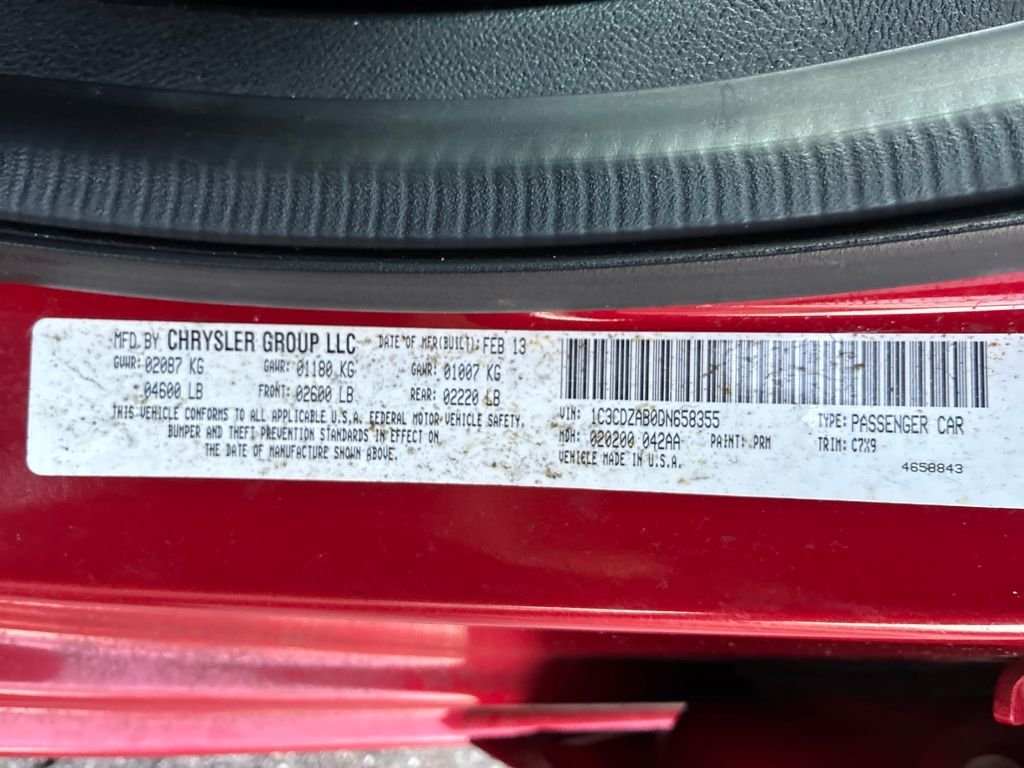 MFD BY CHRYSLER GROUP LLC DATE OF MFR(BUILT): FEB 13
GVWR: 02087 KG GAWR: 01180 KG GAWR: 01007 KG
04600 LB FRONT: 02600 LB REAR: 02220 LB
THIS VEHICLE CONFORMS TO APPLICABLE U.S.A. FEDERAL MOTOR VEHICLE SAFETY,
BUMPER AND THEFT PREVENTION STANDARDS IN EFFECT ON
THE DATE OF MANUFACTURE SHOWN ABOVE.
VIN: 1C3CDZAB0DN658355 TYPE: PASSENGER CAR
MDH: 020200 042AA PAINT: PRM TRIM: C7X9
VEHICLE MADE IN U.S.A.
4658843